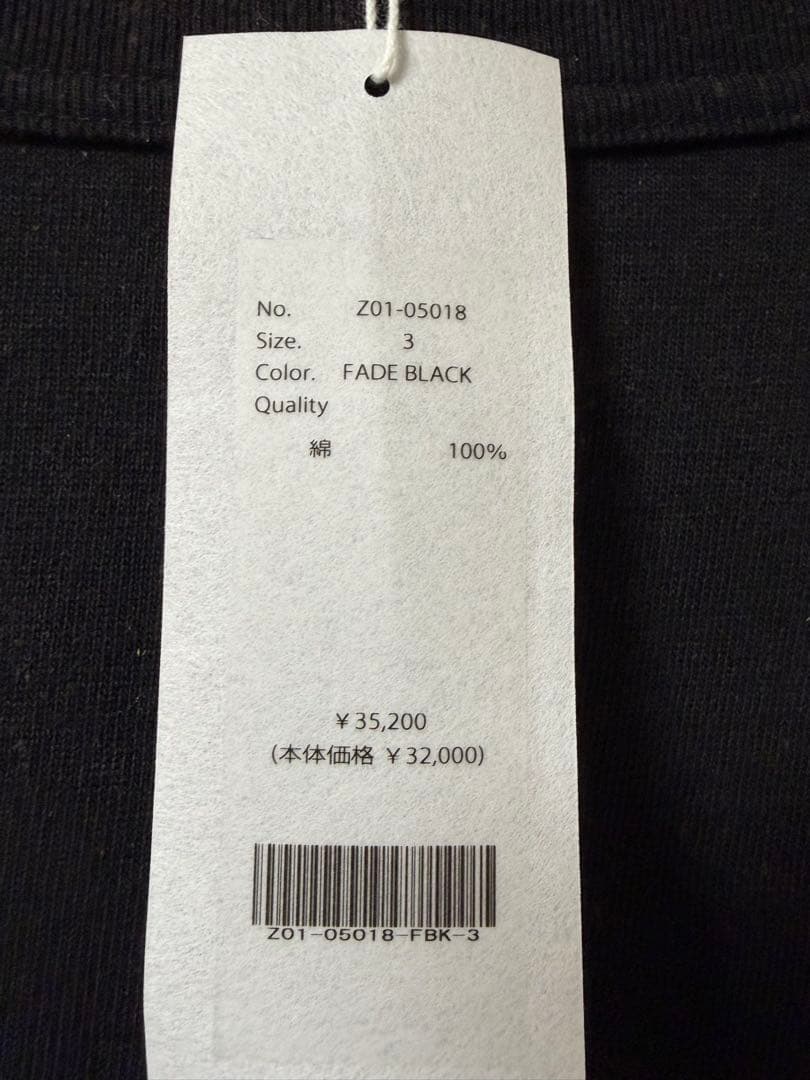 No. Z01-05018
Size. 3
Color. FADE BLACK
Quality
綿 100%
¥35,200
(本体価格 ¥32,000)
Z01-05018-FBK-3